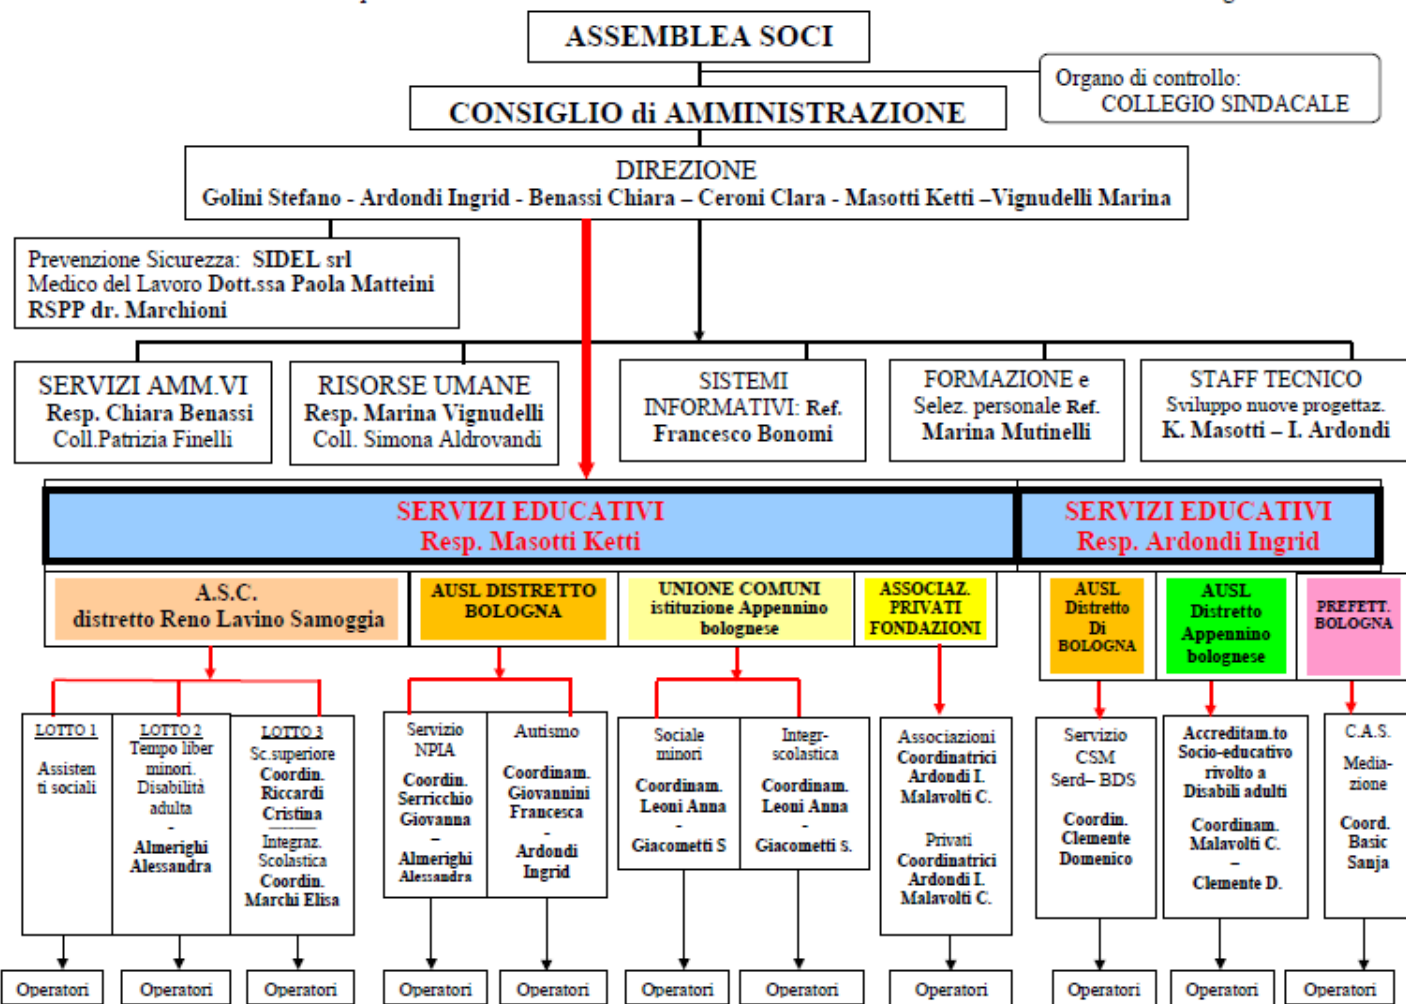 ASSEMBLEA SOCI
Organo di controllo:
COLLEGIO SINDACALE
CONSIGLIO di AMMINISTRAZIONE
DIREZIONE
Golini Stefano - Ardondi Ingrid - Benassi Chiara – Ceroni Clara - Masotti Ketti –Vignudelli Marina
Prevenzione Sicurezza: SIDEL srl
Medico del Lavoro Dott.ssa Paola Matteini
RSPP dr. Marchioni
SERVIZI AMM.VI
Resp. Chiara Benassi
Coll.Patrizia Finelli
RISORSE UMANE
Resp. Marina Vignudelli
Coll. Simona Aldrovandi
SISTEMI
INFORMATIVI: Ref.
Francesco Bonomi
FORMAZIONE e
Selez. personale Ref.
Marina Mutinelli
STAFF TECNICO
Sviluppo nuove progettaz.
K. Masotti – I. Ardondi
SERVIZI EDUCATIVI
Resp. Masotti Ketti
SERVIZI EDUCATIVI
Resp. Ardondi Ingrid
A.S.C.
distretto Reno Lavino Samoggia
AUSL DISTRETTO
BOLOGNA
UNIONE COMUNI
istituzione Appennino
bolognese
ASSOCIAZ.
PRIVATI
FONDAZIONI
AUSL
Distretto
Di
BOLOGNA
AUSL
Distretto
Appennino
bolognese
PREFETT.
BOLOGNA
LOTTO 1
Assisten
ti sociali
LOTTO 2
Tempo liber
minori.
Disabilità
adulta
-
Almerighi
Alessandra
LOTTO 3
Sc.superiore
Coordin.
Riccardi
Cristina
Integraz.
Scolastica
Coordin.
Marchi Elisa
Servizio
NPIA
Coordin.
Serricchio
Giovanna
–
Almerighi
Alessandra
Autismo
Coordinam.
Giovannini
Francesca
-
Ardondi
Ingrid
Sociale
minori
Coordinam.
Leoni Anna
-
Giacometti S
Integr-
scolastica
Coordinam.
Leoni Anna
-
Giacometti s.
Associazioni
Coordinatrici
Ardondi I.
Malavolti C.
Privati
Coordinatrici
Ardondi I.
Malavolti C.
Servizio
CSM
Serd– BDS
Coordin.
Clemente
Domenico
Accreditam.to
Socio-educativo
rivolto a
Disabili adulti
Coordinam.
Malavolti C.
–
Clemente D.
C.A.S.
Media-
zione
Coord.
Basic
Sanja
Operatori
Operatori
Operatori
Operatori
Operatori
Operatori
Operatori
Operatori
Operatori
Operatori
Operatori